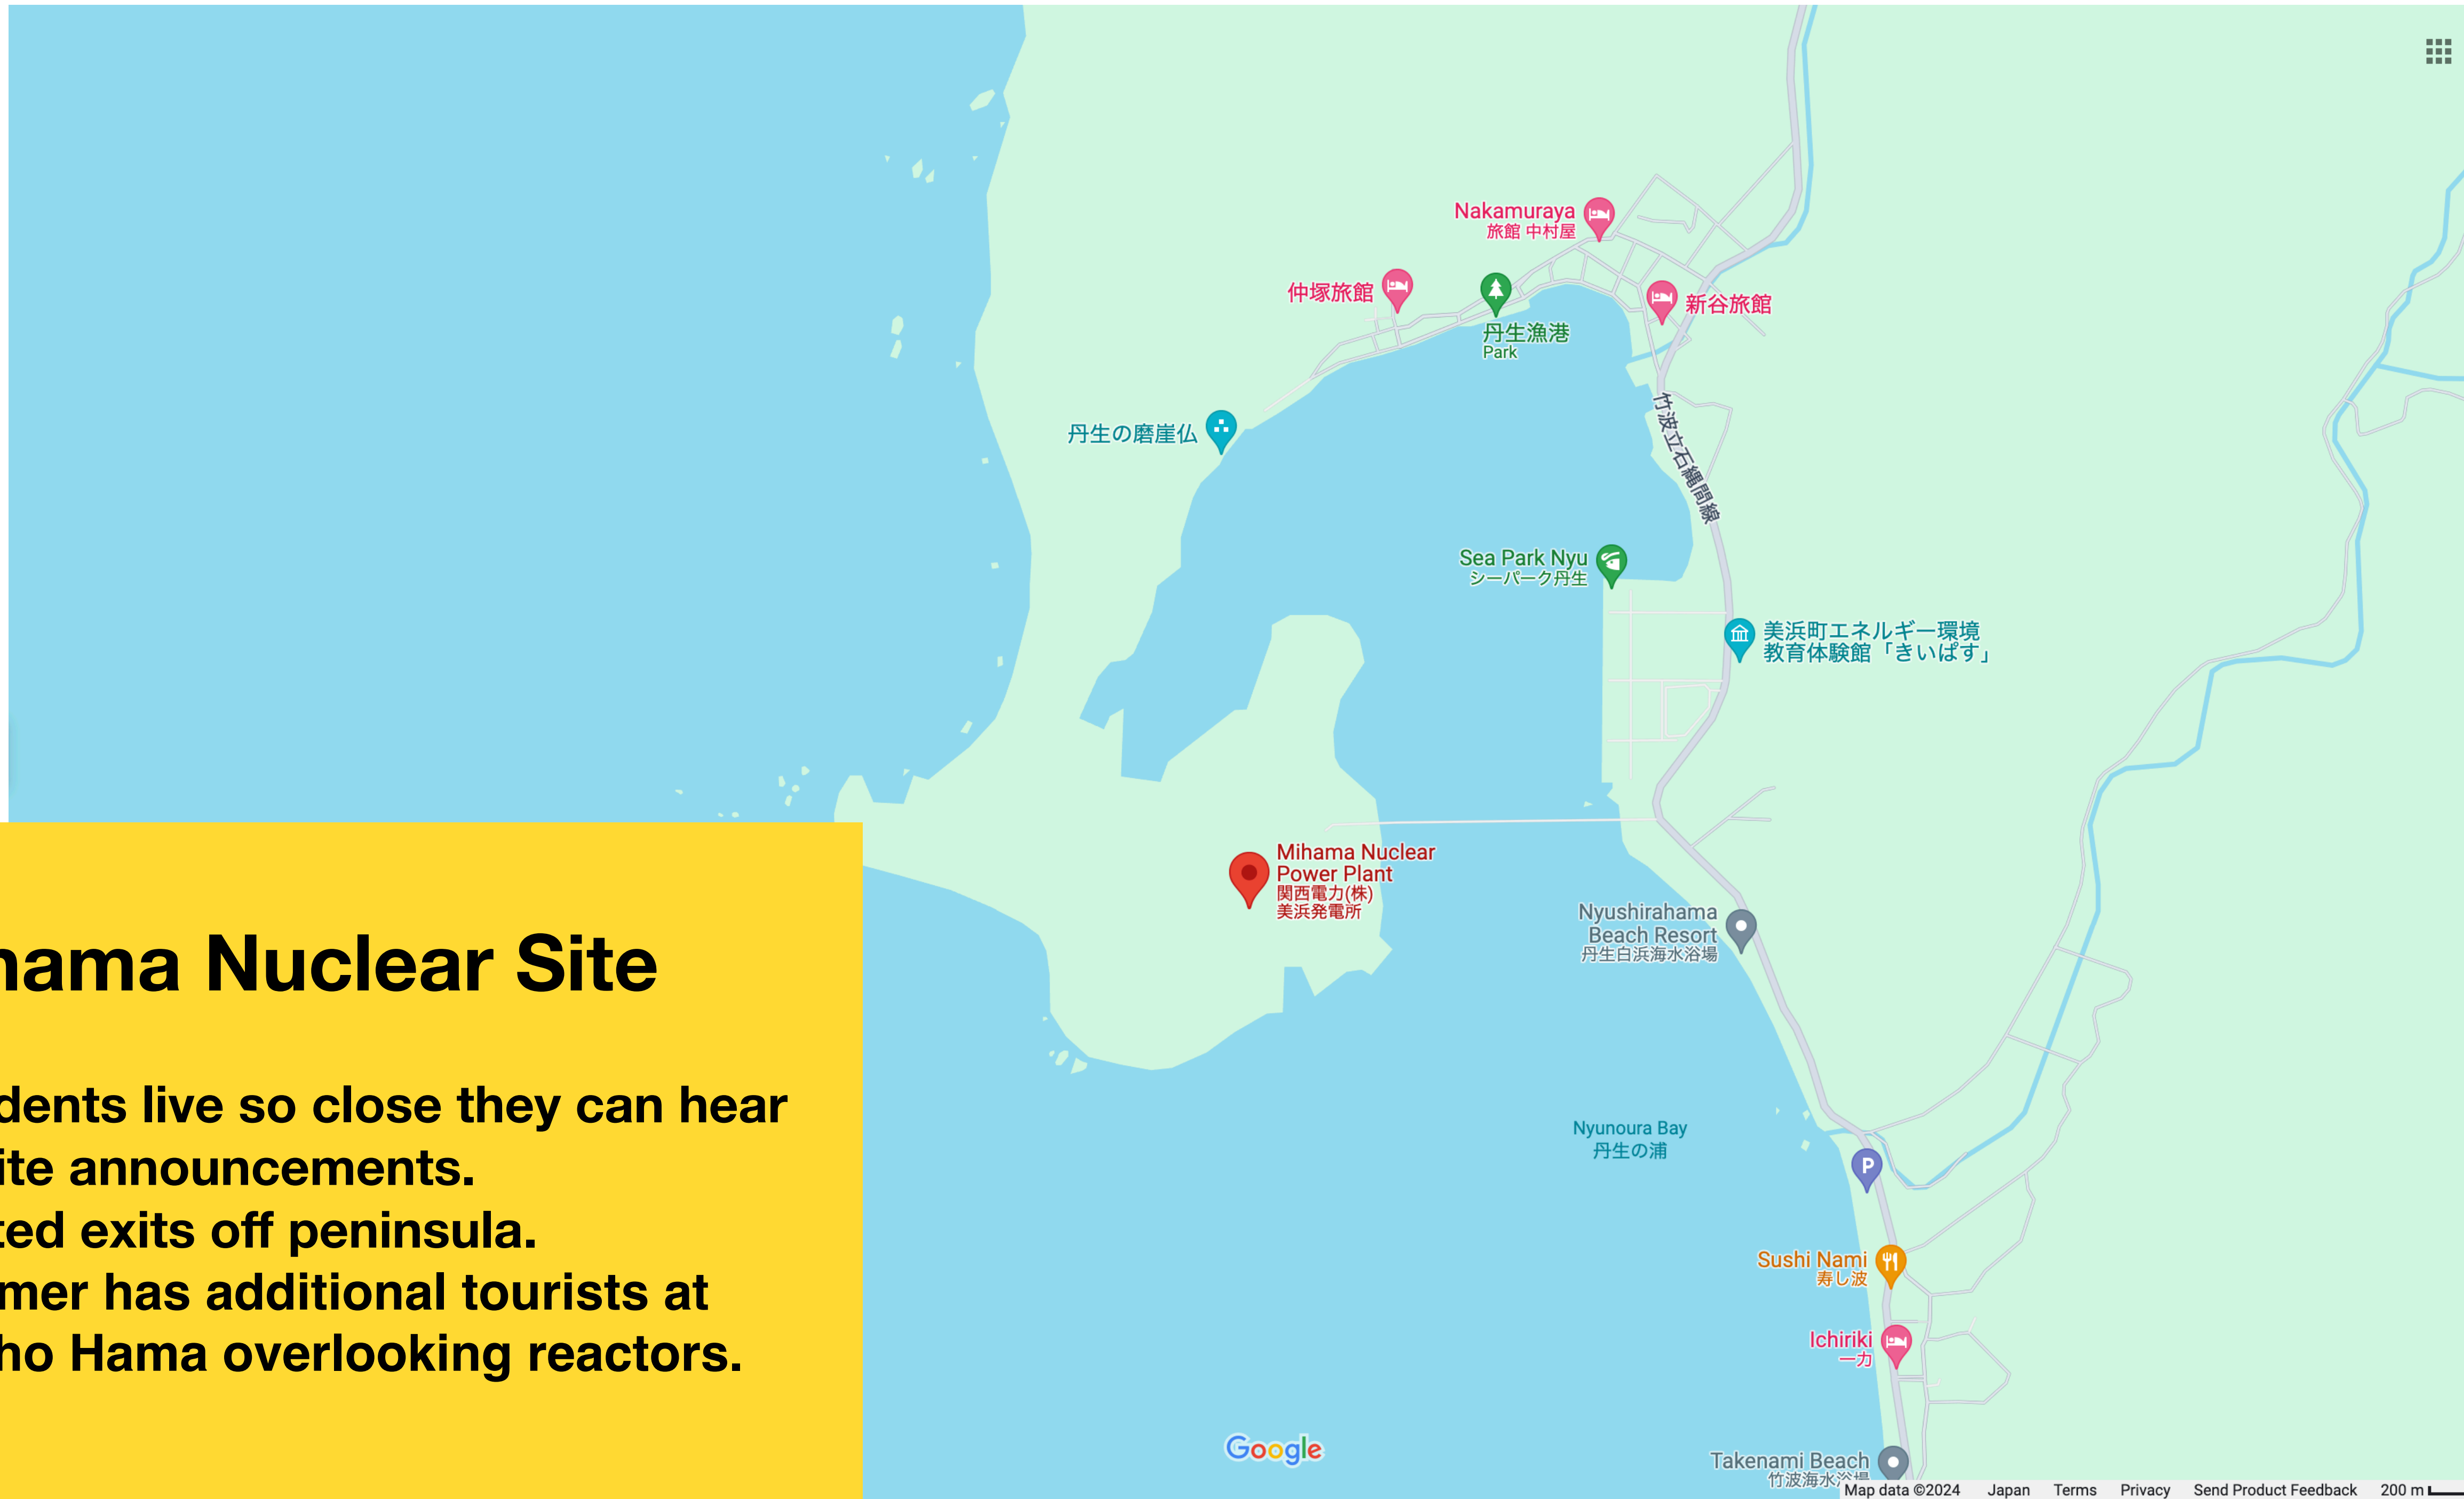 Nakamuraya
旅館 中村屋
仲塚旅館
新谷旅館
丹生漁港
Park
竹波立石縄間線
丹生の磨崖仏
Sea Park Nyu
シーパーク丹生
美浜町エネルギー環境
教育体験館「きいぱす」
Mihama Nuclear
Power Plant
関西電力(株)
美浜発電所
Nyushirahama
Beach Resort
丹生白浜海水浴場
hama Nuclear Site
dents live so close they can hear
ite announcements.
ted exits off peninsula.
mer has additional tourists at
ho Hama overlooking reactors.
Nyunoura Bay
丹生の浦
P
Sushi Nami
寿し波
Ichiriki
一力
Google
Takenami Beach
竹波海水浴場
Map data ©2024 Japan Terms Privacy Send Product Feedback 200 m